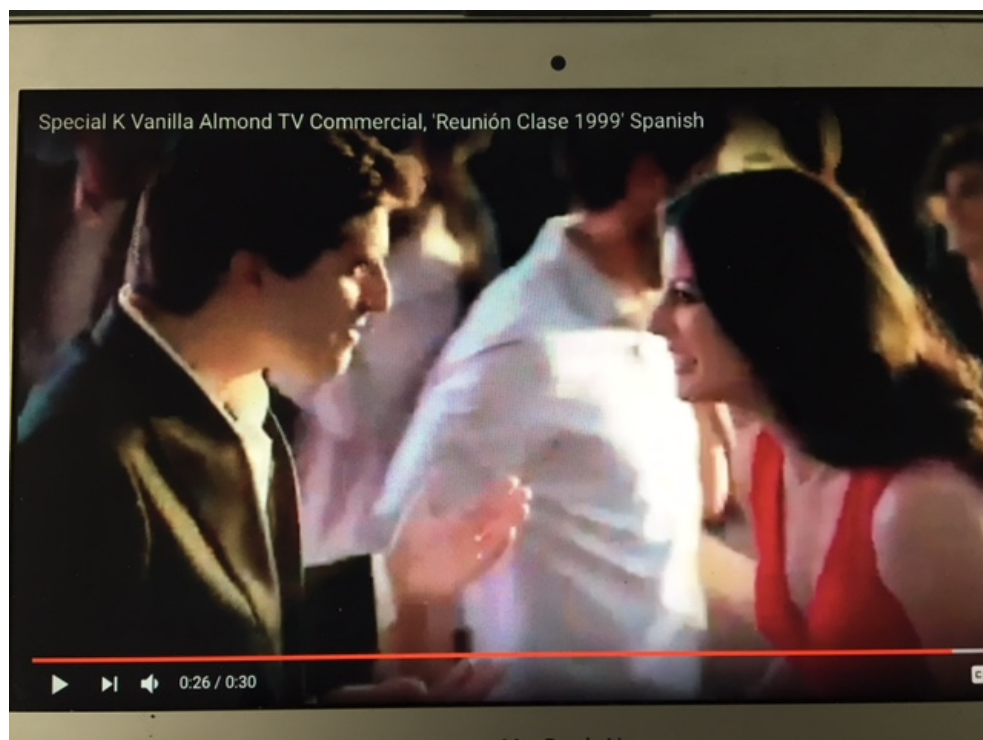 Special K Vanilla Almond TV Commercial, 'Reunión Clase 1999' Spanish
0:26 / 0:30